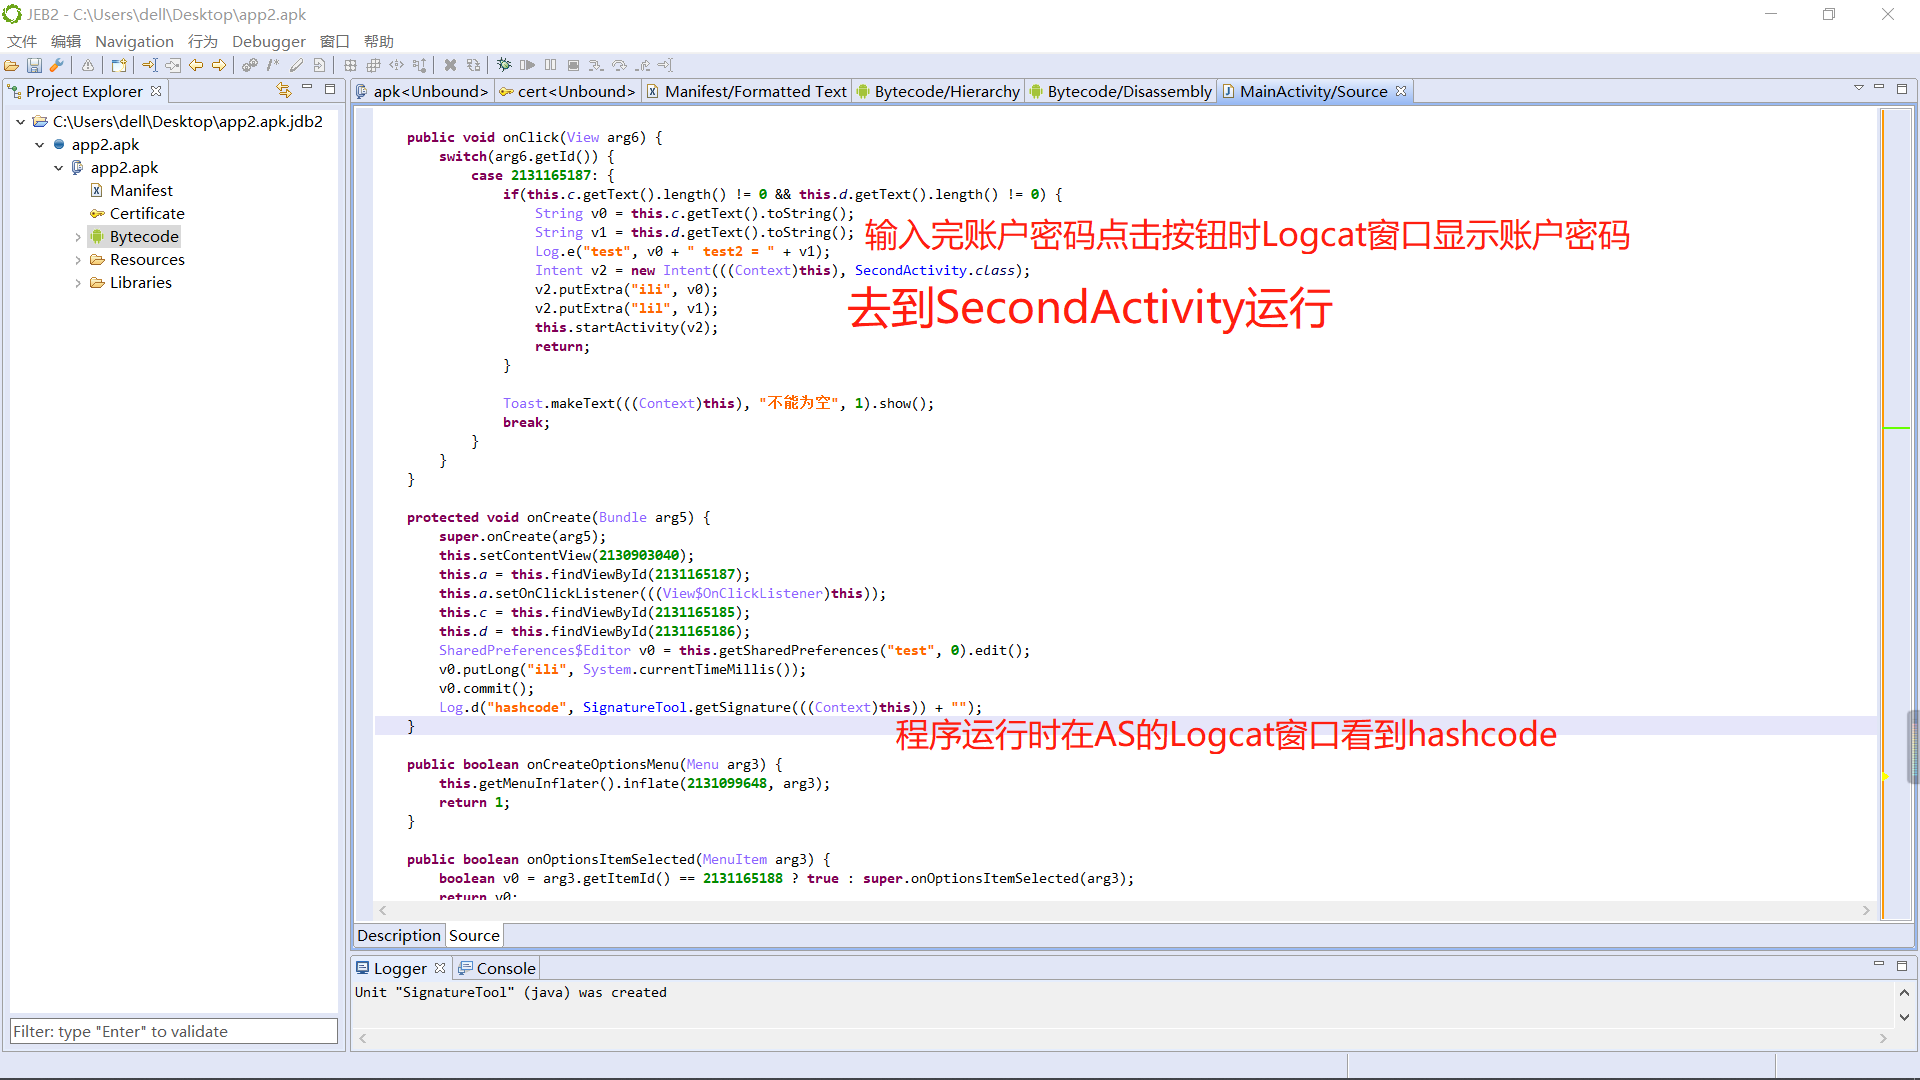 JEB2 - C:\Users\dell\Desktop\app2.apk
文件 编辑 Navigation 行为 Debugger 窗口 帮助
Project Explorer
C:\Users\dell\Desktop\app2.apk.jdb2
app2.apk
app2.apk
Manifest
Certificate
Bytecode
Resources
Libraries
Filter: type "Enter" to validate
apk<Unbound> cert<Unbound> Manifest/Formatted Text Bytecode/Hierarchy Bytecode/Disassembly MainActivity/Source
public void onClick(View arg6) {
switch(arg6.getId()) {
case 2131165187: {
if(this.c.getText().length() != 0 && this.d.getText().length() != 0) {
String v0 = this.c.getText().toString();
String v1 = this.d.getText().toString();
输入完账户密码点击按钮时Logcat窗口显示账户密码
Log.e("test", v0 + " test2 = " + v1);
Intent v2 = new Intent(((Context)this), SecondActivity.class);
v2.putExtra("ili", v0);
v2.putExtra("lil", v1);
去到SecondActivity运行
this.startActivity(v2);
return;
}
Toast.makeText(((Context)this), "不能为空", 1).show();
break;
}
}
}
protected void onCreate(Bundle arg5) {
super.onCreate(arg5);
this.setContentView(2130903040);
this.a = this.findViewById(2131165187);
this.a.setOnClickListener(((View$OnClickListener)this));
this.c = this.findViewById(2131165185);
this.d = this.findViewById(2131165186);
SharedPreferences$Editor v0 = this.getSharedPreferences("test", 0).edit();
v0.putLong("ili", System.currentTimeMillis());
v0.commit();
Log.d("hashcode", SignatureTool.getSignature(((Context)this)) + "");
}
程序运行时在AS的Logcat窗口看到hashcode
public boolean onCreateOptionsMenu(Menu arg3) {
this.getMenuInflater().inflate(2131099648, arg3);
return 1;
}
public boolean onOptionsItemSelected(MenuItem arg3) {
boolean v0 = arg3.getItemId() == 2131165188 ? true : super.onOptionsItemSelected(arg3);
return v0;
Description Source
Logger Console
Unit "SignatureTool" (java) was created